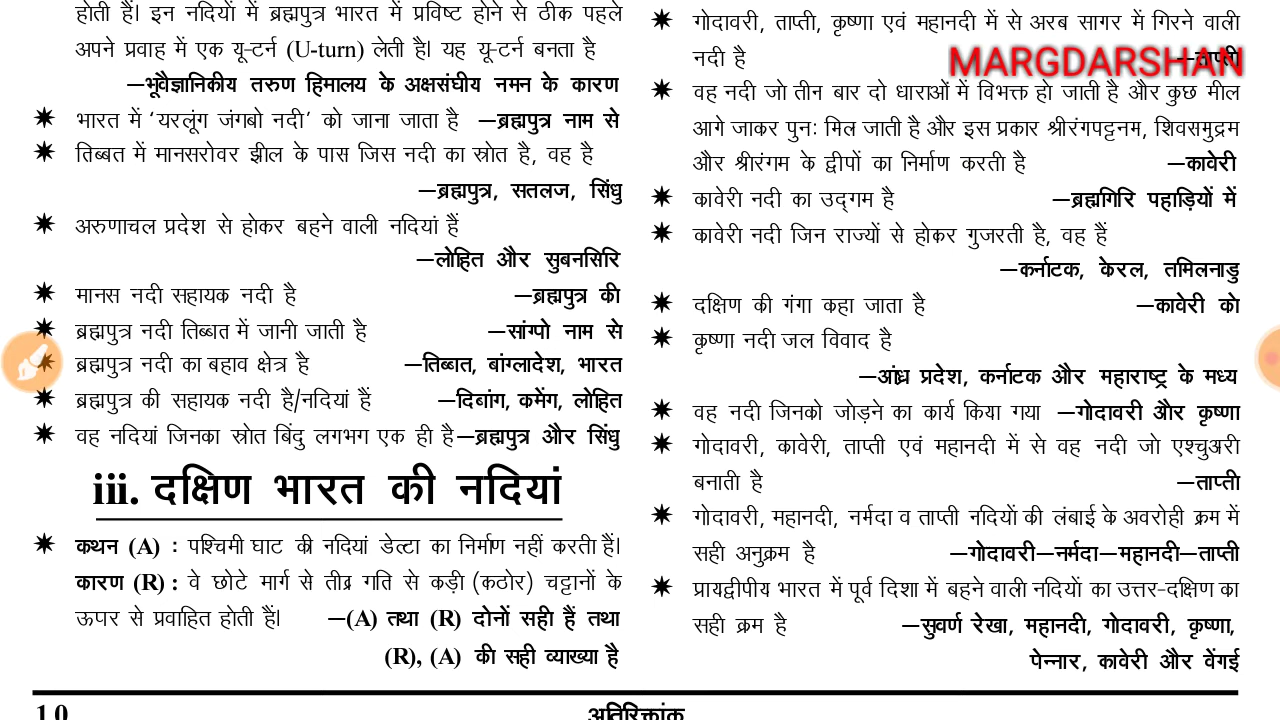 होती हैं। इन नदियों में ब्रह्मपुत्र भारत में प्रविष्ट होने से ठीक पहले
अपने प्रवाह में एक यू-टर्न (U-turn) लेती है। यह यू-टर्न बनता है
—भूवैज्ञानिकीय तरुण हिमालय के अक्षसंघीय नमन के कारण
✷ भारत में ‘यरलूंग जंगबो नदी’ को जाना जाता है —ब्रह्मपुत्र नाम से
✷ तिब्बत में मानसरोवर झील के पास जिस नदी का स्रोत है, वह है
—ब्रह्मपुत्र, सतलज, सिंधु
✷ अरुणाचल प्रदेश से होकर बहने वाली नदियां हैं
—लोहित और सुबनसिरि
✷ मानस नदी सहायक नदी है —ब्रह्मपुत्र की
✷ ब्रह्मपुत्र नदी तिब्बत में जानी जाती है —सांग्पो नाम से
✷ ब्रह्मपुत्र नदी का बहाव क्षेत्र है —तिब्बत, बांग्लादेश, भारत
✷ ब्रह्मपुत्र की सहायक नदी है/नदियां हैं —दिबांग, कमेंग, लोहित
✷ वह नदियां जिनका स्रोत बिंदु लगभग एक ही है —ब्रह्मपुत्र और सिंधु
iii. दक्षिण भारत की नदियां
✷ कथन (A) : पश्चिमी घाट की नदियां डेल्टा का निर्माण नहीं करती हैं।
कारण (R) : वे छोटे मार्ग से तीव्र गति से कड़ी (कठोर) चट्टानों के
ऊपर से प्रवाहित होती हैं। —(A) तथा (R) दोनों सही हैं तथा
(R), (A) की सही व्याख्या है
✷ गोदावरी, ताप्ती, कृष्णा एवं महानदी में से अरब सागर में गिरने वाली
नदी है —ताप्ती
MARGDARSHAN
✷ वह नदी जो तीन बार दो धाराओं में विभक्त हो जाती है और कुछ मील
आगे जाकर पुनः मिल जाती है और इस प्रकार श्रीरंगपट्टनम, शिवसमुद्रम
और श्रीरंगम के द्वीपों का निर्माण करती है —कावेरी
✷ कावेरी नदी का उद्गम है —ब्रह्मगिरि पहाड़ियों में
✷ कावेरी नदी जिन राज्यों से होकर गुजरती है, वह हैं
—कर्नाटक, केरल, तमिलनाडु
✷ दक्षिण की गंगा कहा जाता है —कावेरी को
✷ कृष्णा नदी जल विवाद है
—आंध्र प्रदेश, कर्नाटक और महाराष्ट्र के मध्य
✷ वह नदी जिनको जोड़ने का कार्य किया गया —गोदावरी और कृष्णा
✷ गोदावरी, कावेरी, ताप्ती एवं महानदी में से वह नदी जो एश्चुअरी
बनाती है —ताप्ती
✷ गोदावरी, महानदी, नर्मदा व ताप्ती नदियों की लंबाई के अवरोही क्रम में
सही अनुक्रम है —गोदावरी—नर्मदा—महानदी—ताप्ती
✷ प्रायद्वीपीय भारत में पूर्व दिशा में बहने वाली नदियों का उत्तर-दक्षिण का
सही क्रम है —सुवर्ण रेखा, महानदी, गोदावरी, कृष्णा,
पेन्नार, कावेरी और वेंगई
10 अतिरिक्तांक